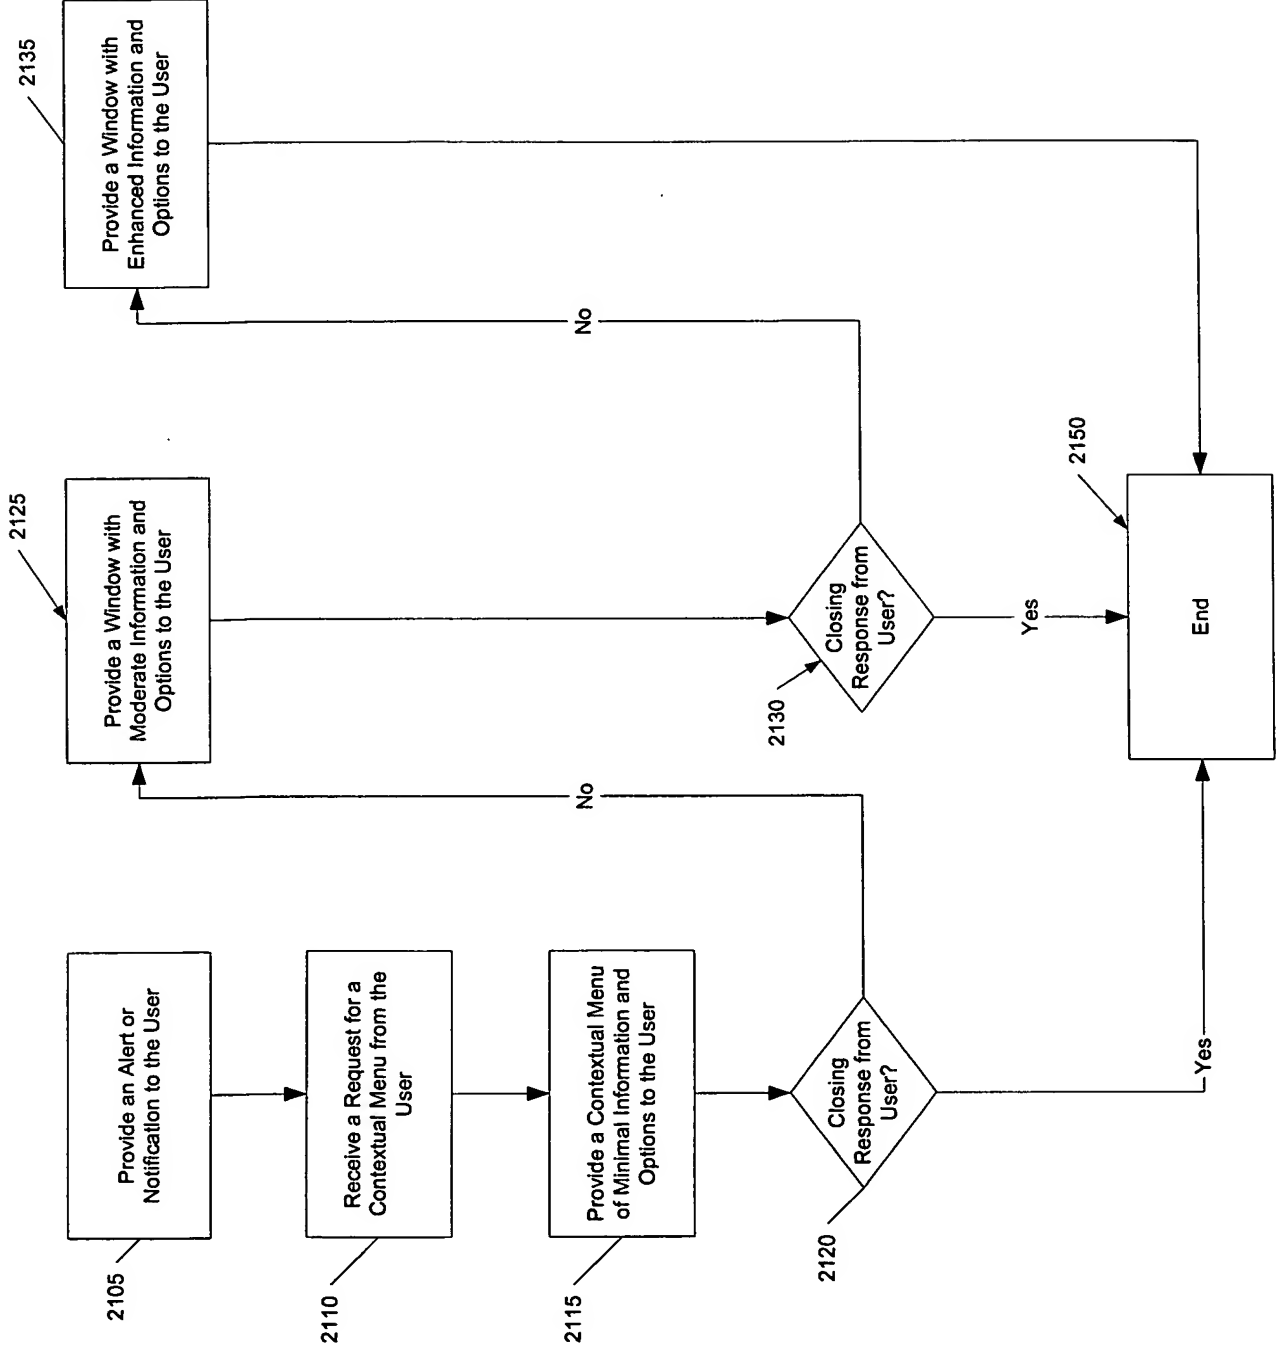 2105
Provide an Alert or
Notification to the User
2110
Receive a Request for a
Contextual Menu from the
User
2115
Provide a Contextual Menu
of Minimal Information and
Options to the User
2120
Closing
Response from
User?
No
Yes
2125
Provide a Window with
Moderate Information and
Options to the User
2130
Closing
Response from
User?
No
Yes
2135
Provide a Window with
Enhanced Information and
Options to the User
2150
End